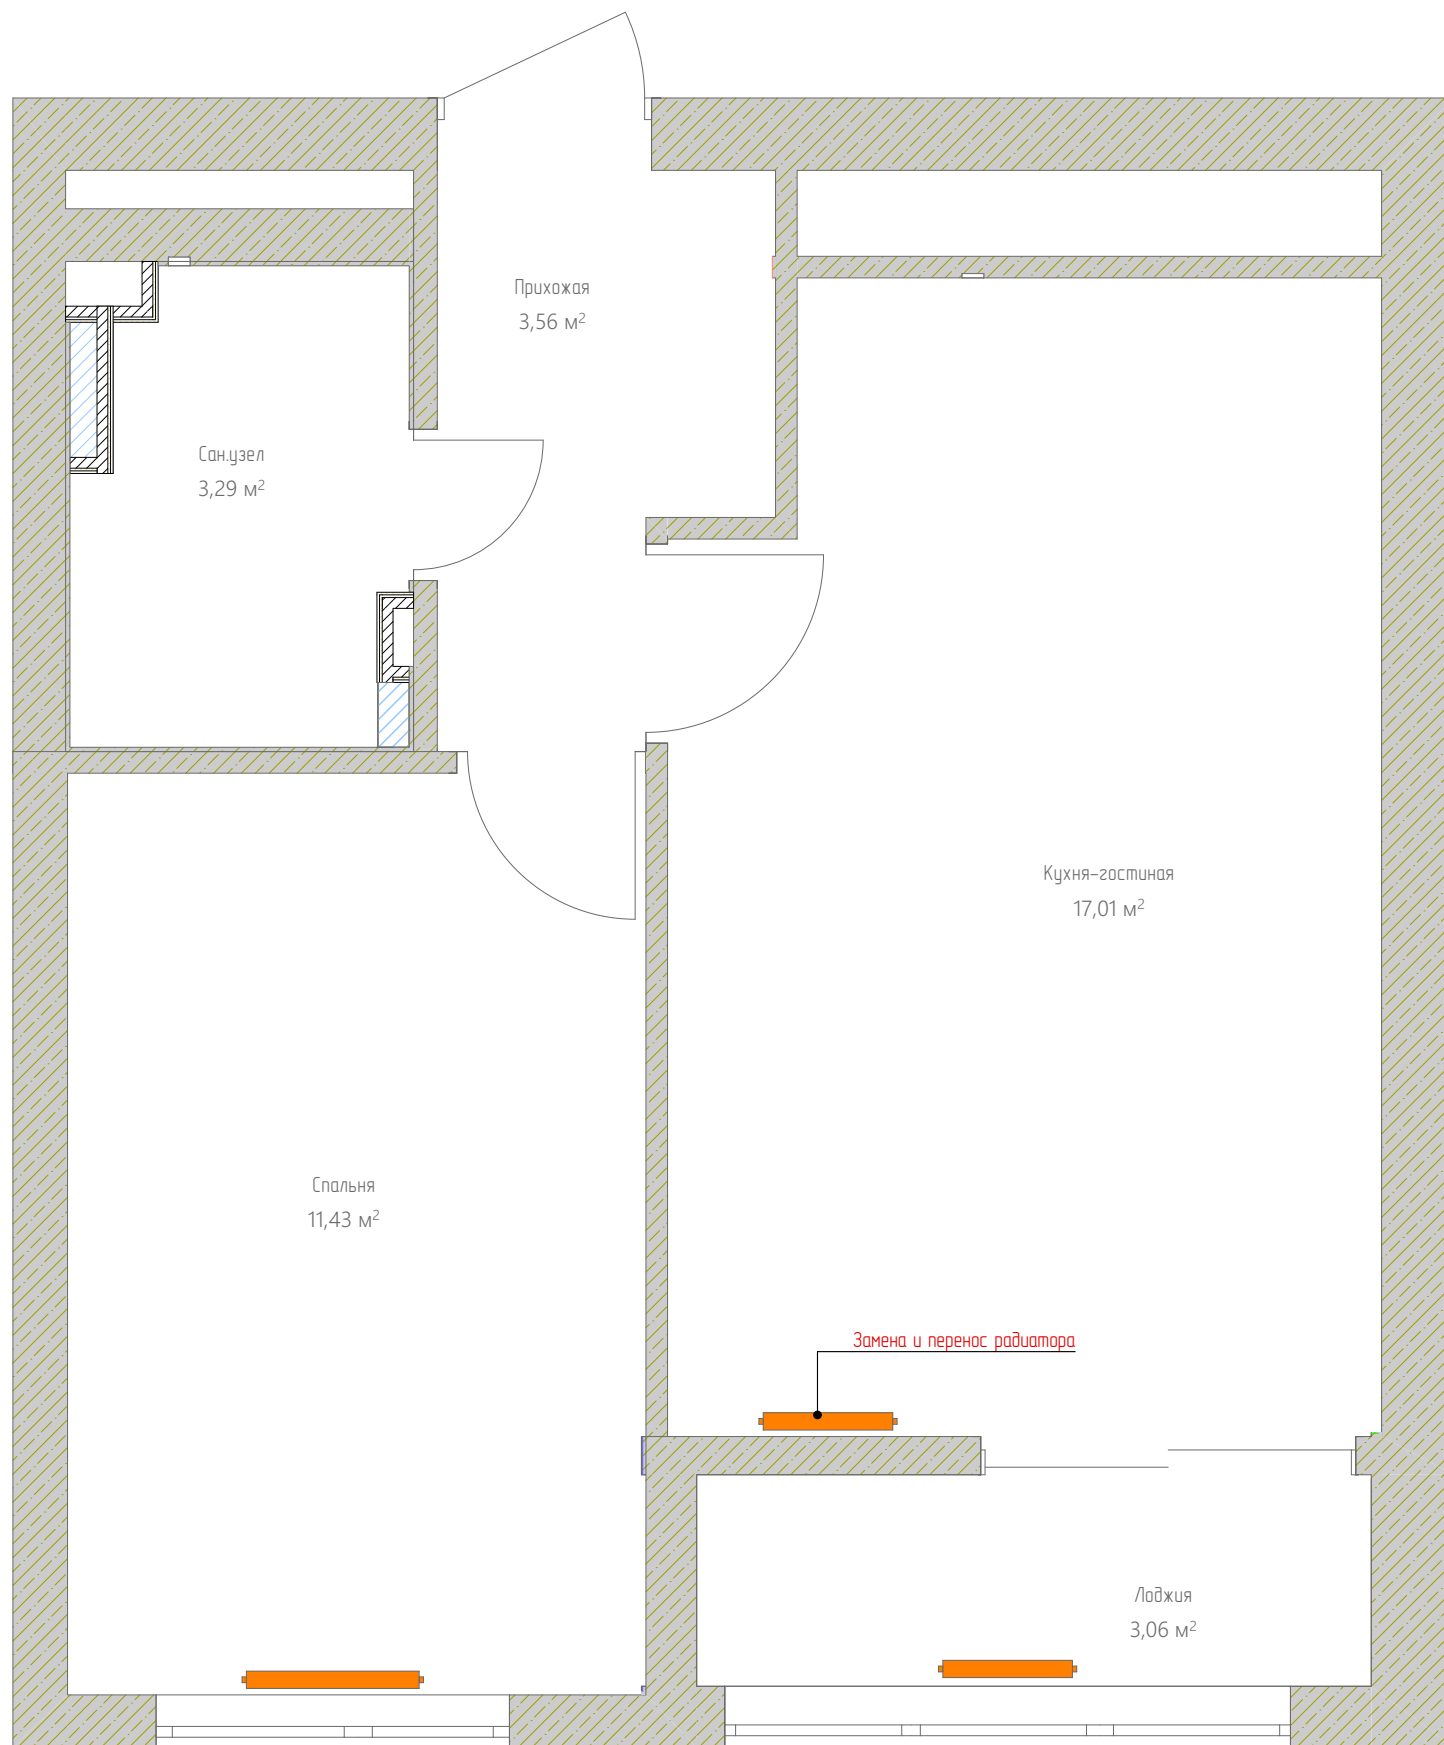 Прихожая
3,56 м²
Сан.узел
3,29 м²
Кухня-гостиная
17,01 м²
Спальня
11,43 м²
Замена и перенос радиатора
Лоджия
3,06 м²